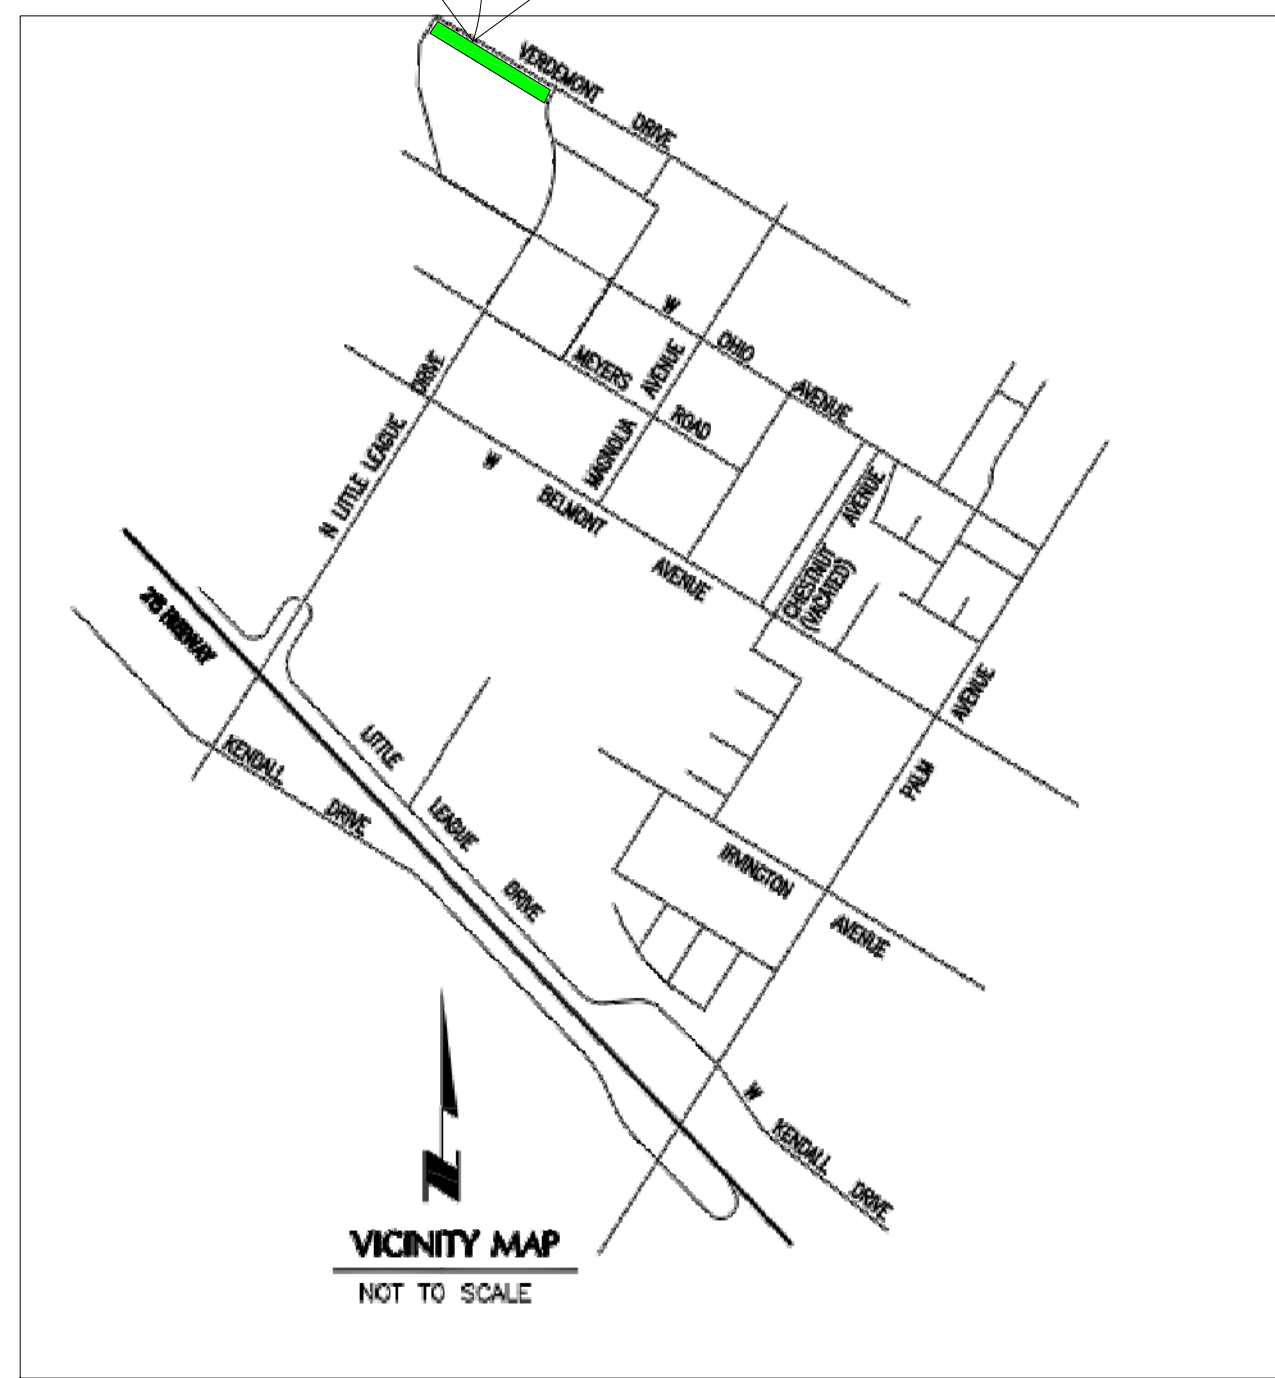 VERDEMONT
DRIVE
W
OHIO
AVENUE
MEYERS
ROAD
MAGNOLIA
AVENUE
N LITTLE LEAGUE
DRIVE
W
BELMONT
AVENUE
CHESTNUT
AVENUE
(VACATED)
215 FREEWAY
KENDALL
DRIVE
LITTLE
LEAGUE
DRIVE
PALM
AVENUE
IRVINGTON
AVENUE
W
KENDALL
DRIVE
N
VICINITY MAP
NOT TO SCALE